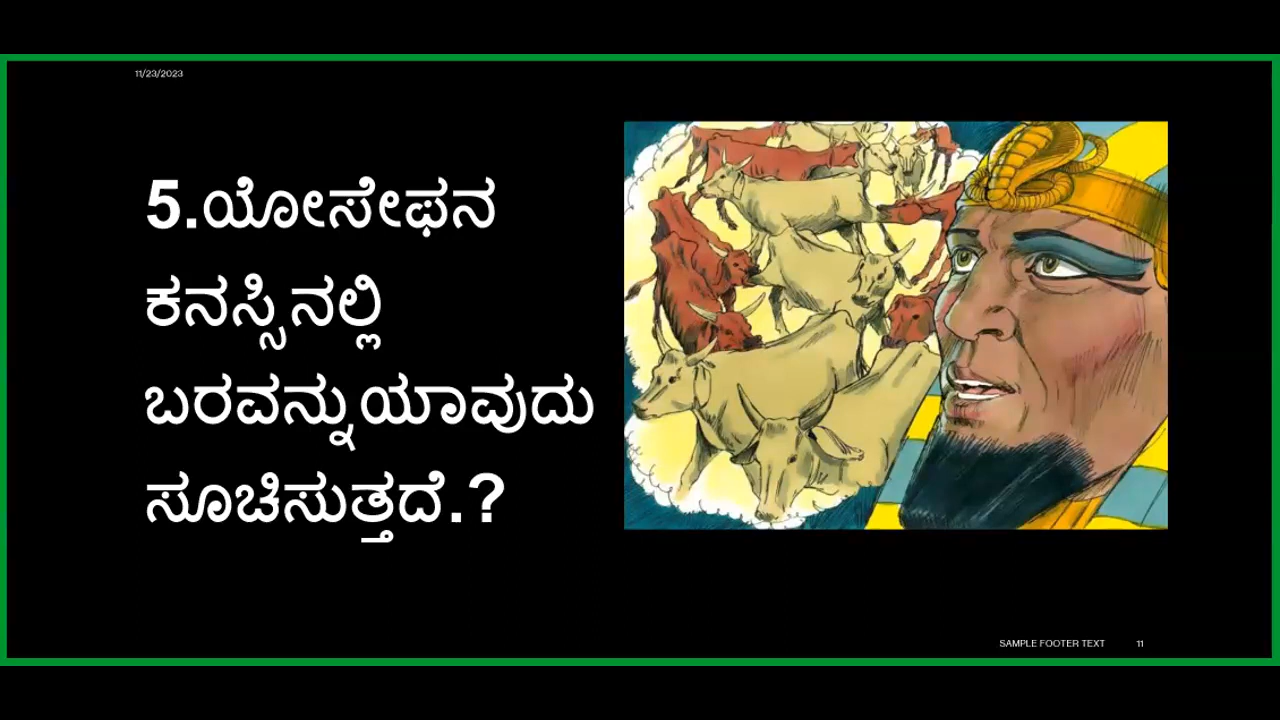 11/23/2023
5.ಯೋಸೇಫನ
ಕನಸ್ಸಿನಲ್ಲಿ
ಬರವನ್ನುಯಾವುದು
ಸೂಚಿಸುತ್ತದೆ.?
SAMPLE FOOTER TEXT 11